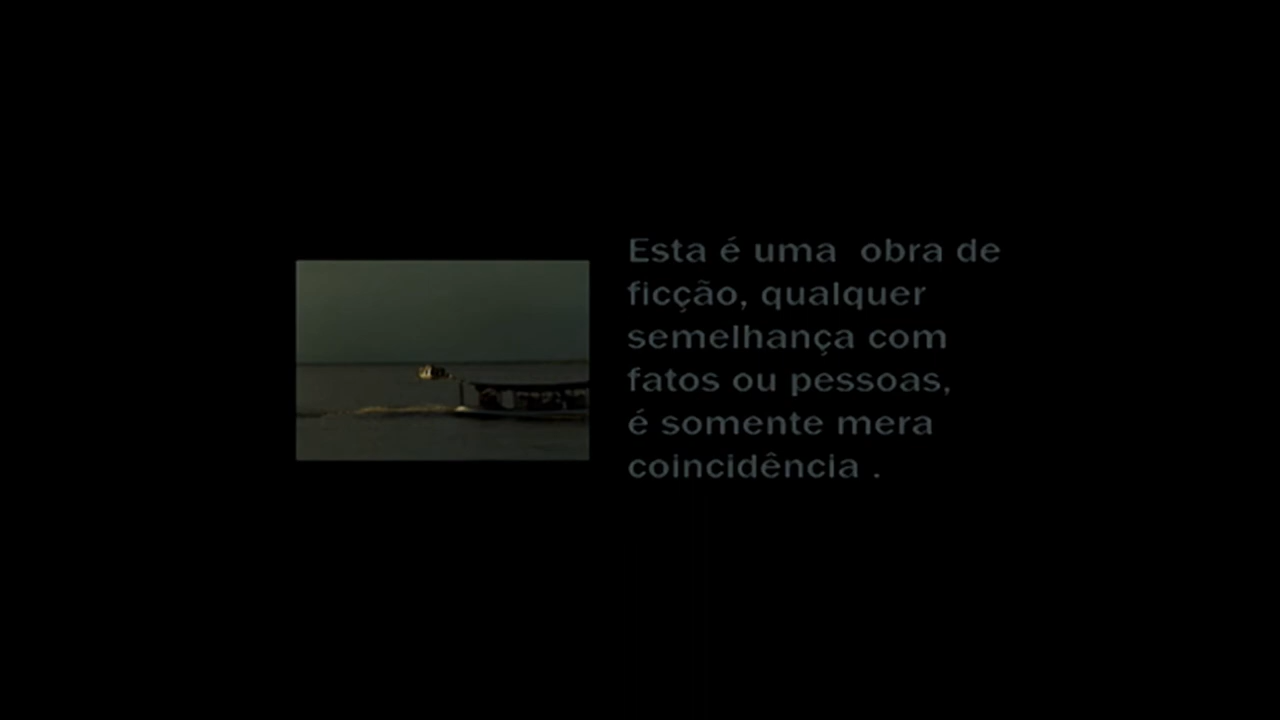 Esta é uma  obra de
ficção, qualquer
semelhança com
fatos ou pessoas,
é somente mera
coincidência .